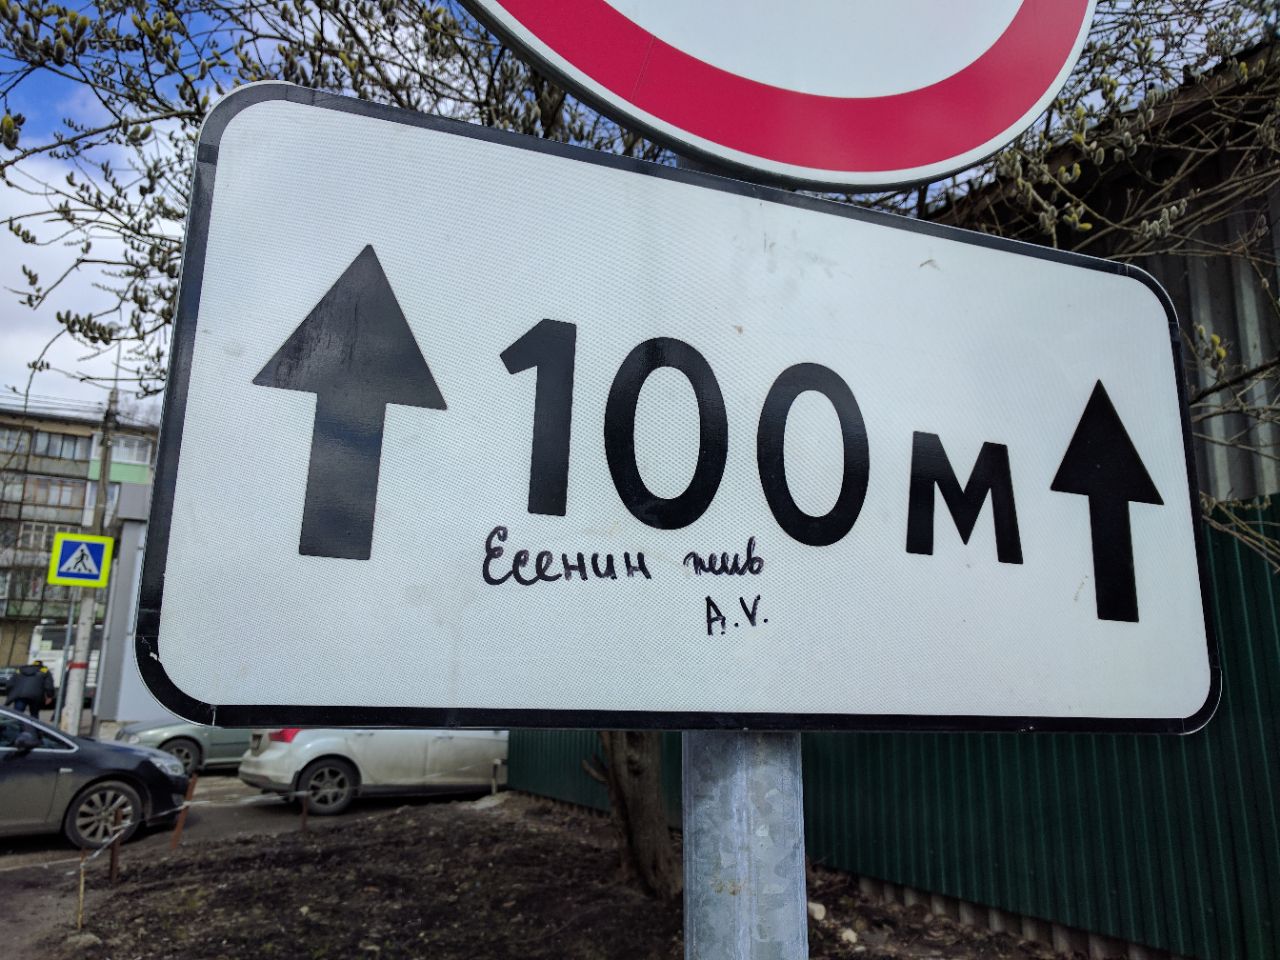 100 м
Есенин жив
A.V.